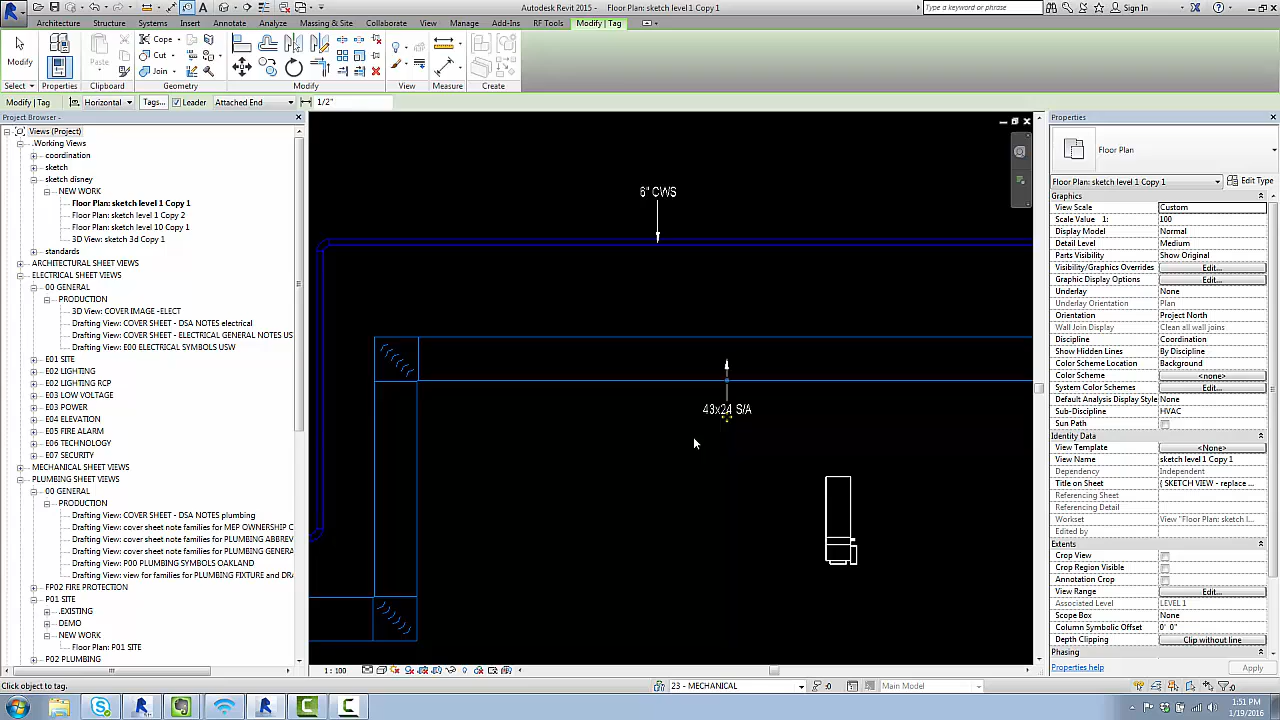 Autodesk Revit 2015 - Floor Plan: sketch level 1 Copy 1
Type a keyword or phrase
Sign In
Architecture Structure Systems Insert Annotate Analyze Massing & Site Collaborate View Manage Add-Ins RF Tools Modify | Tag
Modify
Paste
Cope
Cut
Join
Select Properties Clipboard Geometry Modify View Measure Create
Modify | Tag Horizontal Tags... Leader Attached End 1/2"
Project Browser -
Views (Project)
.Working Views
coordination
sketch
sketch disney
NEW WORK
Floor Plan: sketch level 1 Copy 1
Floor Plan: sketch level 1 Copy 2
Floor Plan: sketch level 10 Copy 1
3D View: sketch 3d Copy 1
standards
ARCHITECTURAL SHEET VIEWS
ELECTRICAL SHEET VIEWS
00 GENERAL
PRODUCTION
3D View: COVER IMAGE -ELECT
Drafting View: COVER SHEET - DSA NOTES electrical
Drafting View: COVER SHEET - ELECTRICAL GENERAL NOTES US
Drafting View: E00 ELECTRICAL SYMBOLS USW
E01 SITE
E02 LIGHTING
E02 LIGHTING RCP
E03 LOW VOLTAGE
E03 POWER
E04 ELEVATION
E05 FIRE ALARM
E06 TECHNOLOGY
E07 SECURITY
MECHANICAL SHEET VIEWS
PLUMBING SHEET VIEWS
00 GENERAL
PRODUCTION
Drafting View: COVER SHEET - DSA NOTES plumbing
Drafting View: cover sheet note families for MEP OWNERSHIP C
Drafting View: cover sheet note families for PLUMBING ABBREV
Drafting View: cover sheet note families for PLUMBING GENERA
Drafting View: P00 PLUMBING SYMBOLS OAKLAND
Drafting View: view for families for PLUMBING FIXTURE and DRA
FP02 FIRE PROTECTION
P01 SITE
.EXISTING
DEMO
NEW WORK
Floor Plan: P01 SITE
P02 PLUMBING
6" CWS
43x24 S/A
1 : 100
Properties
Floor Plan
Floor Plan: sketch level 1 Copy 1 Edit Type
Graphics
View Scale Custom
Scale Value 1: 100
Display Model Normal
Detail Level Medium
Parts Visibility Show Original
Visibility/Graphics Overrides Edit...
Graphic Display Options Edit...
Underlay None
Underlay Orientation Plan
Orientation Project North
Wall Join Display Clean all wall joins
Discipline Coordination
Show Hidden Lines By Discipline
Color Scheme Location Background
Color Scheme <none>
System Color Schemes Edit...
Default Analysis Display Style None
Sub-Discipline HVAC
Sun Path
Identity Data
View Template <None>
View Name sketch level 1 Copy 1
Dependency Independent
Title on Sheet ( SKETCH VIEW - replace ...
Referencing Sheet
Referencing Detail
Workset View "Floor Plan: sketch l...
Edited by
Extents
Crop View
Crop Region Visible
Annotation Crop
View Range Edit...
Associated Level LEVEL 1
Scope Box None
Column Symbolic Offset 0' 0"
Depth Clipping Clip without line
Phasing
Properties help Apply
Click object to tag. 23 - MECHANICAL :0 Main Model :0
1:51 PM
1/19/2016